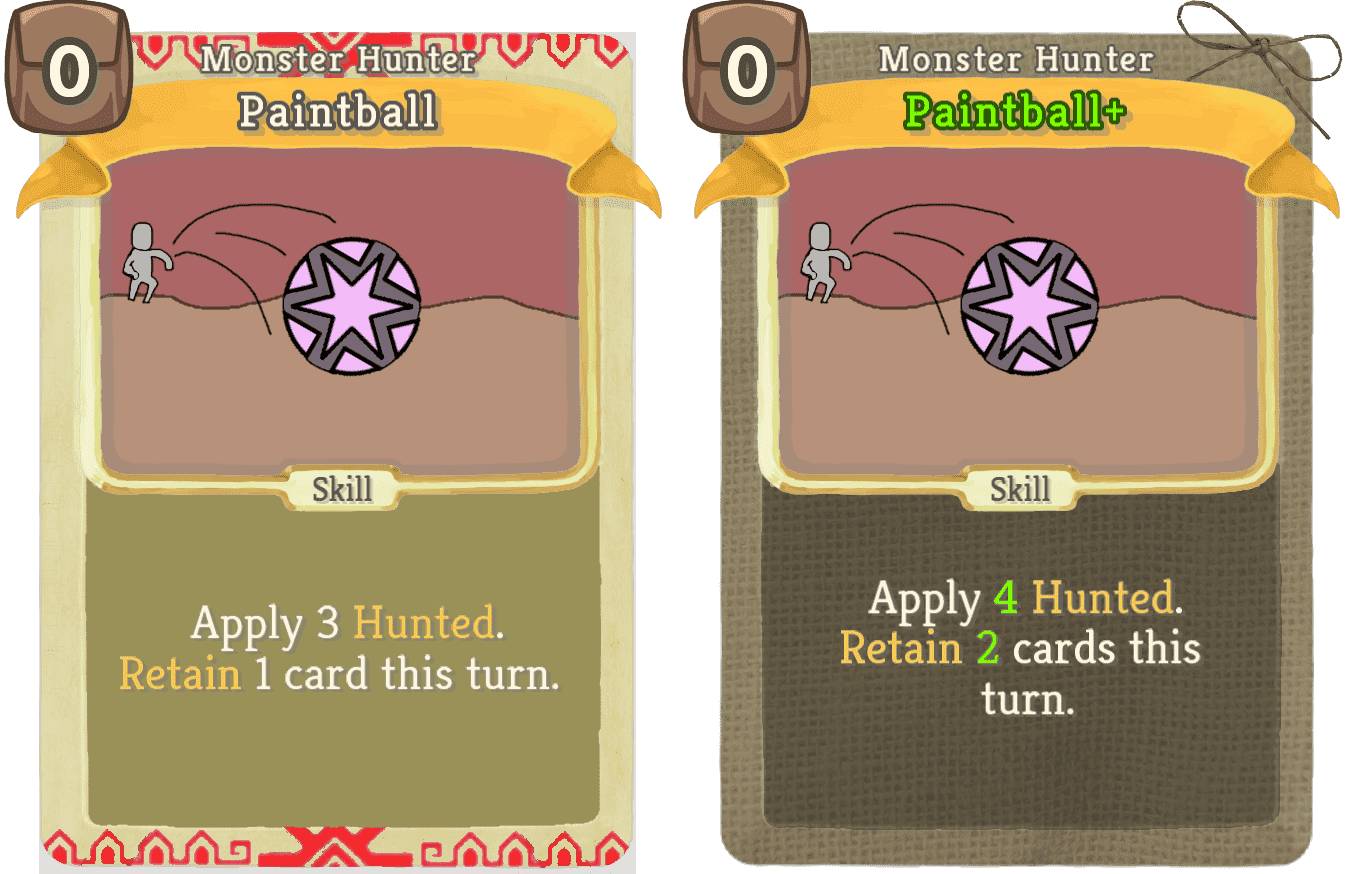 0
Monster Hunter
Paintball
Skill
Apply 3 Hunted.
Retain 1 card this turn.
0
Monster Hunter
Paintball+
Skill
Apply 4 Hunted.
Retain 2 cards this
turn.